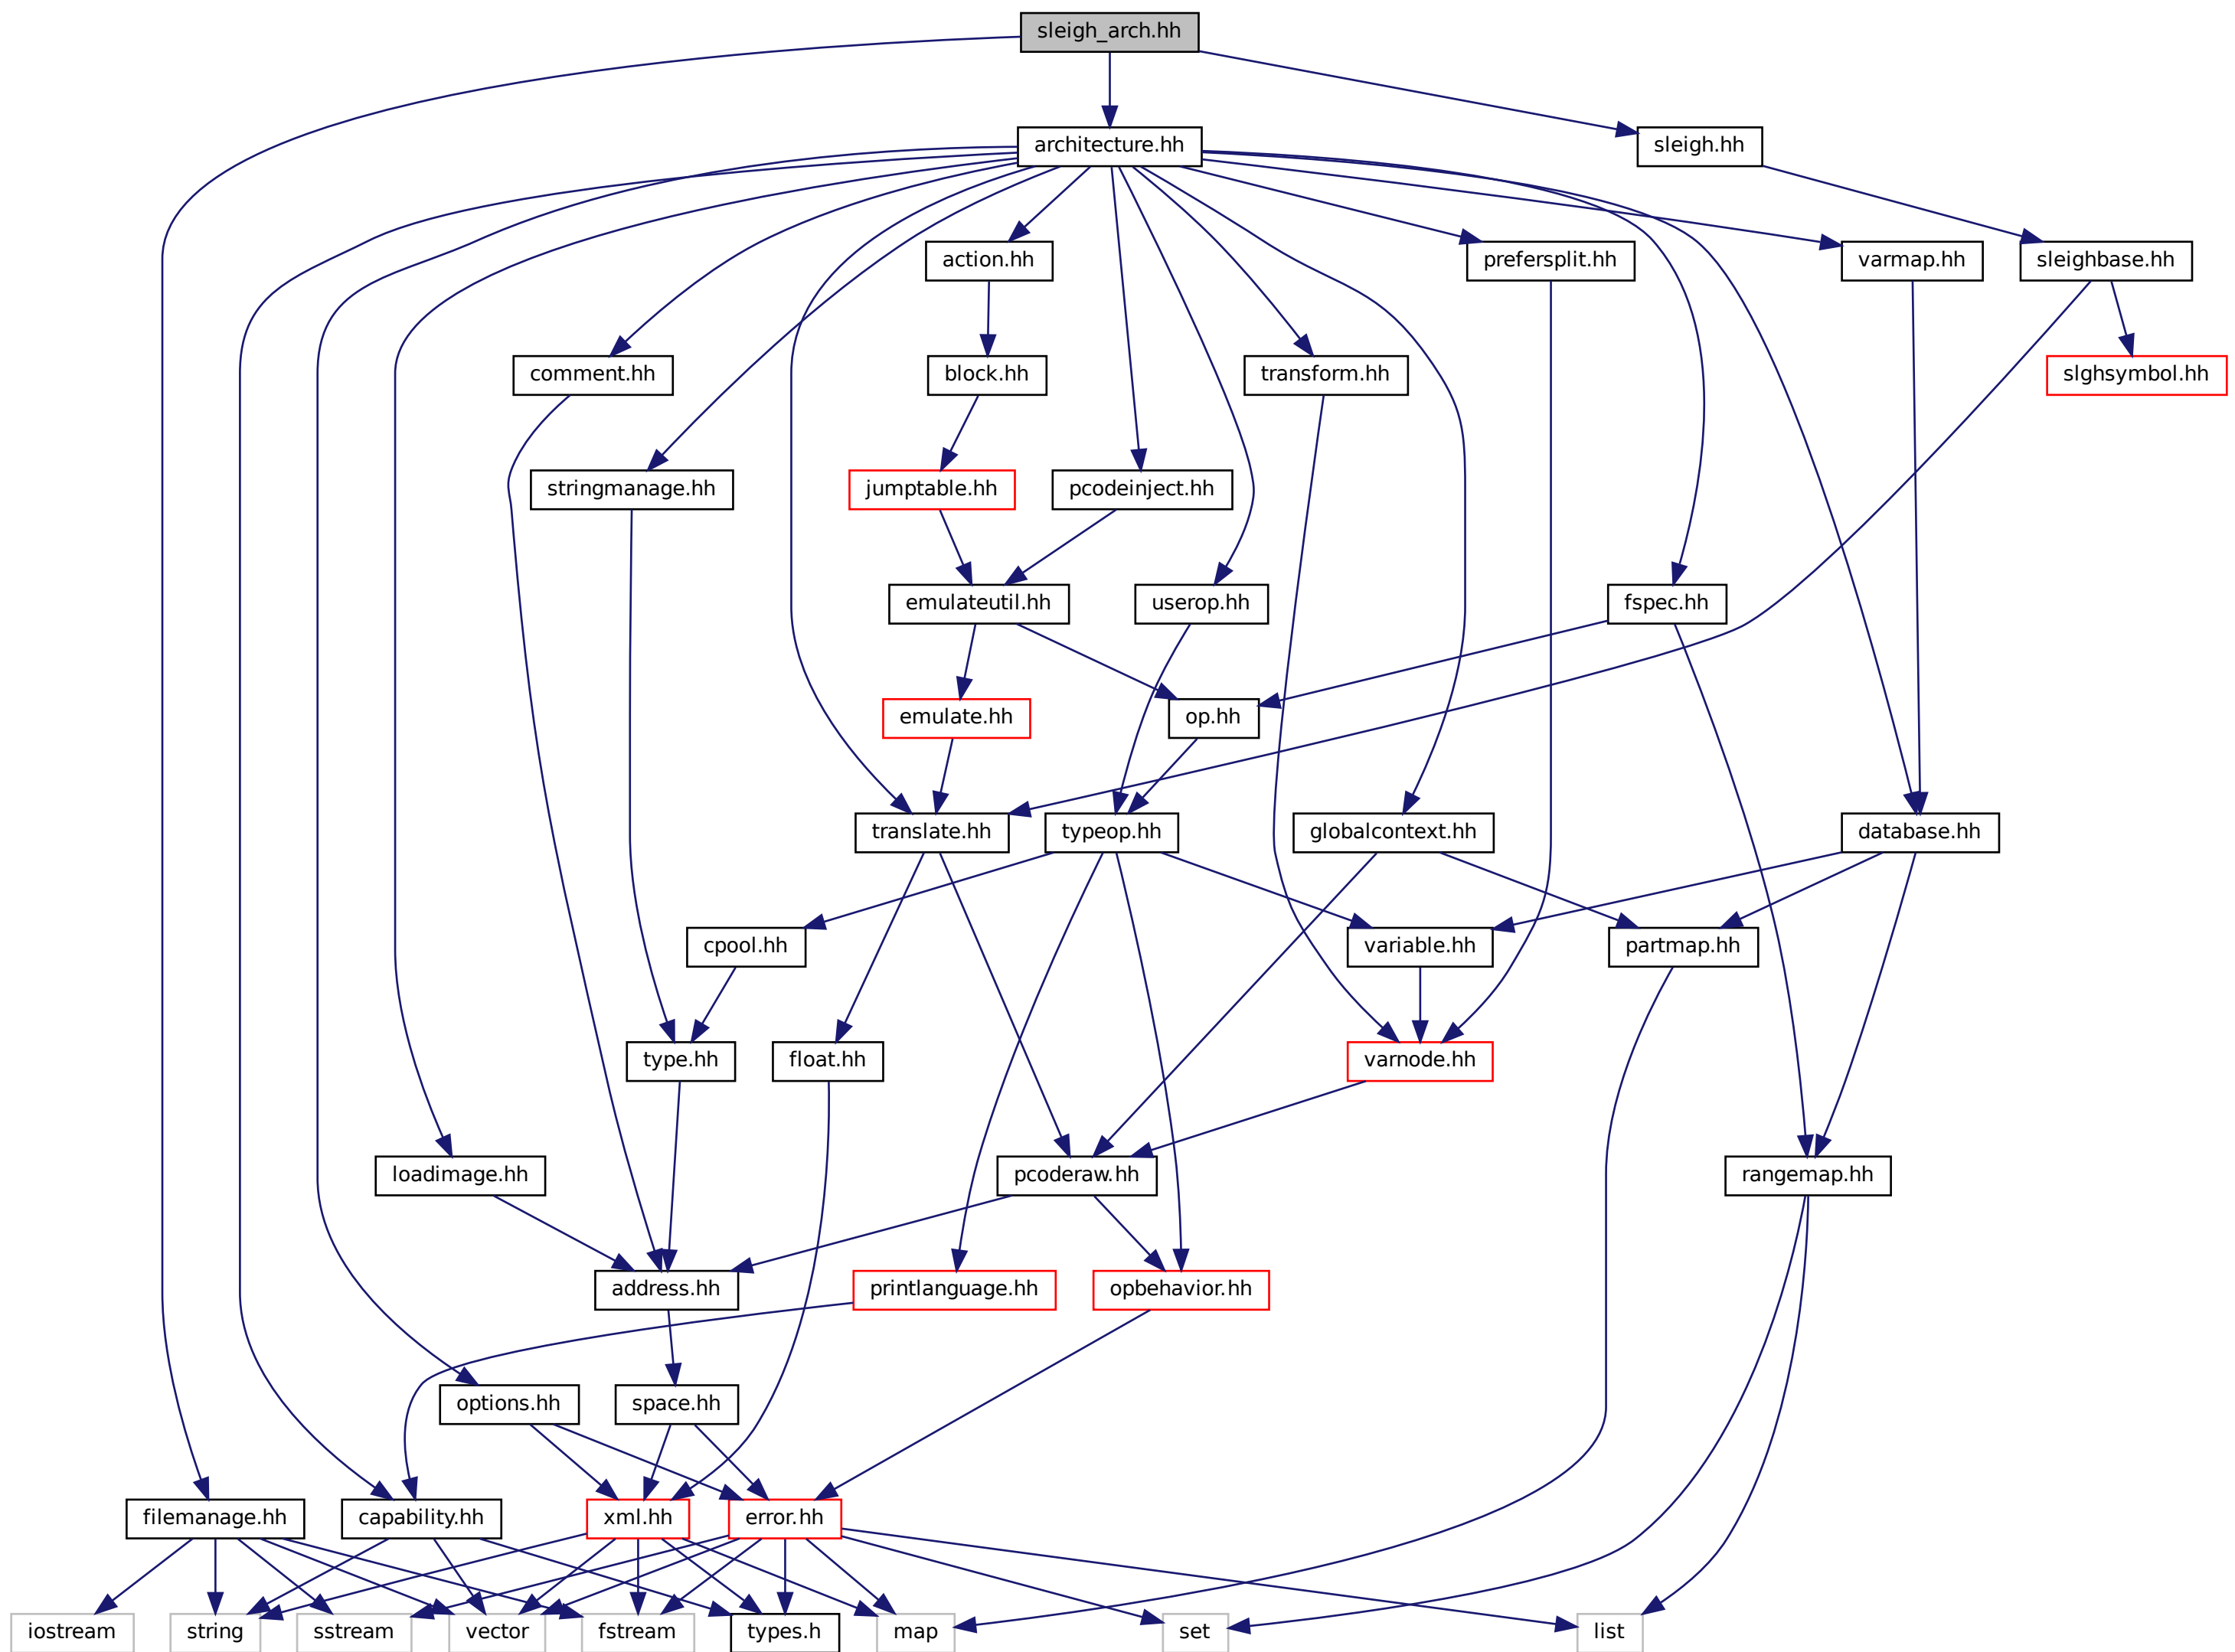 sleigh_arch.hh
architecture.hh
sleigh.hh
action.hh
prefersplit.hh
varmap.hh
sleighbase.hh
comment.hh
block.hh
transform.hh
slghsymbol.hh
stringmanage.hh
jumptable.hh
pcodeinject.hh
emulateutil.hh
userop.hh
fspec.hh
emulate.hh
op.hh
translate.hh
typeop.hh
globalcontext.hh
database.hh
cpool.hh
variable.hh
partmap.hh
type.hh
float.hh
varnode.hh
loadimage.hh
pcoderaw.hh
rangemap.hh
address.hh
printlanguage.hh
opbehavior.hh
options.hh
space.hh
filemanage.hh
capability.hh
xml.hh
error.hh
iostream
string
sstream
vector
fstream
types.h
map
set
list